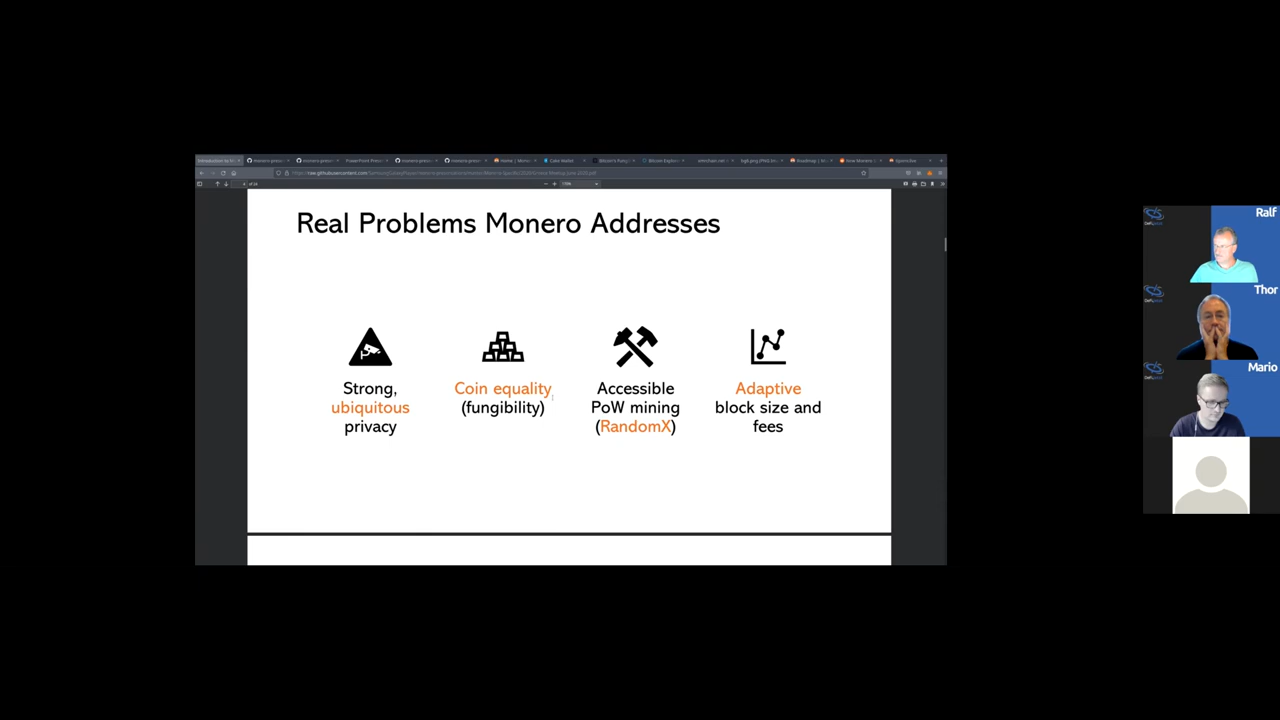 Real Problems Monero Addresses
Strong,
ubiquitous
privacy
Coin equality
(fungibility)
Accessible
PoW mining
(RandomX)
Adaptive
block size and
fees
Ralf
Thor
Mario